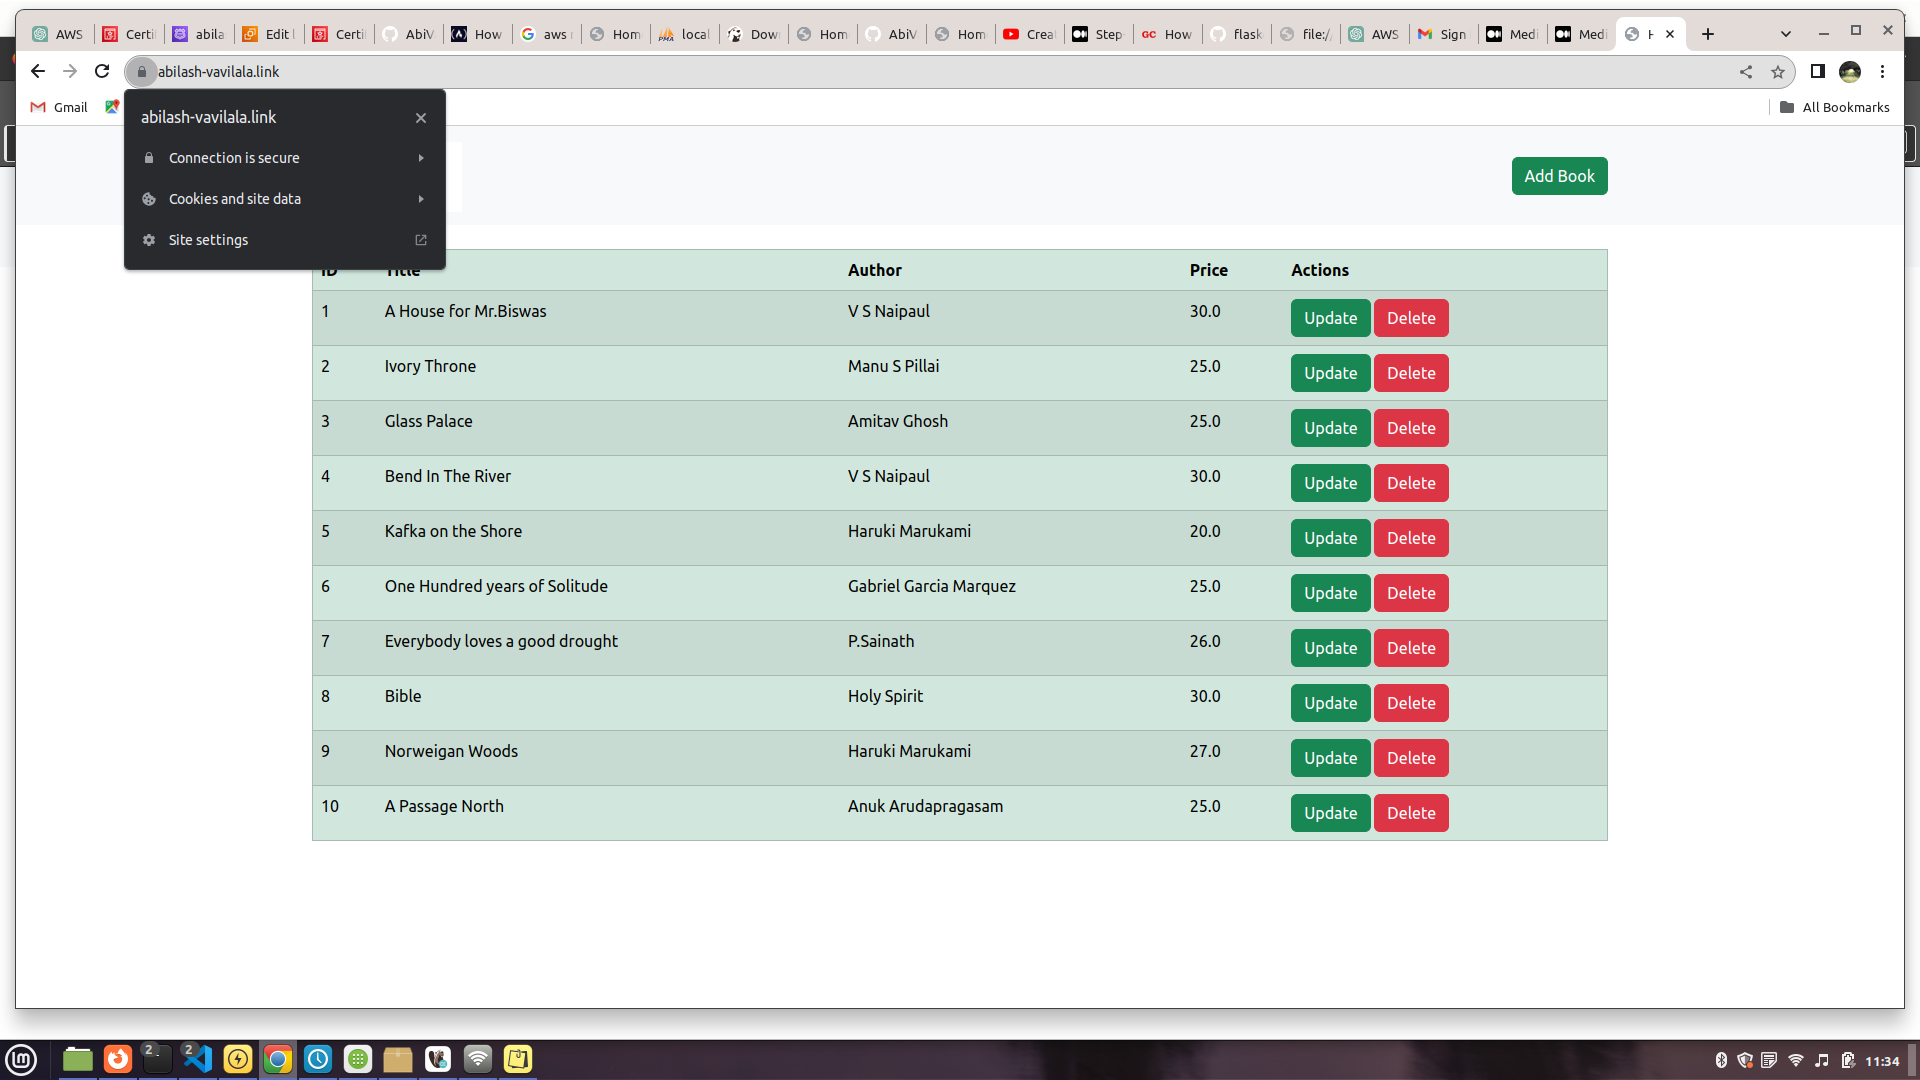 AWS Certi abila Edit Certi AbiV How aws Hom local Dow Hom AbiV Hom Crea Step- GC How flask file:/ AWS Sign Medi Medi H
abilash-vavilala.link
Gmail All Bookmarks
abilash-vavilala.link
Connection is secure
Cookies and site data
Site settings
Add Book
ID Title Author Price Actions
1 A House for Mr.Biswas V S Naipaul 30.0 Update Delete
2 Ivory Throne Manu S Pillai 25.0 Update Delete
3 Glass Palace Amitav Ghosh 25.0 Update Delete
4 Bend In The River V S Naipaul 30.0 Update Delete
5 Kafka on the Shore Haruki Marukami 20.0 Update Delete
6 One Hundred years of Solitude Gabriel Garcia Marquez 25.0 Update Delete
7 Everybody loves a good drought P.Sainath 26.0 Update Delete
8 Bible Holy Spirit 30.0 Update Delete
9 Norweigan Woods Haruki Marukami 27.0 Update Delete
10 A Passage North Anuk Arudapragasam 25.0 Update Delete
2 2 11:34